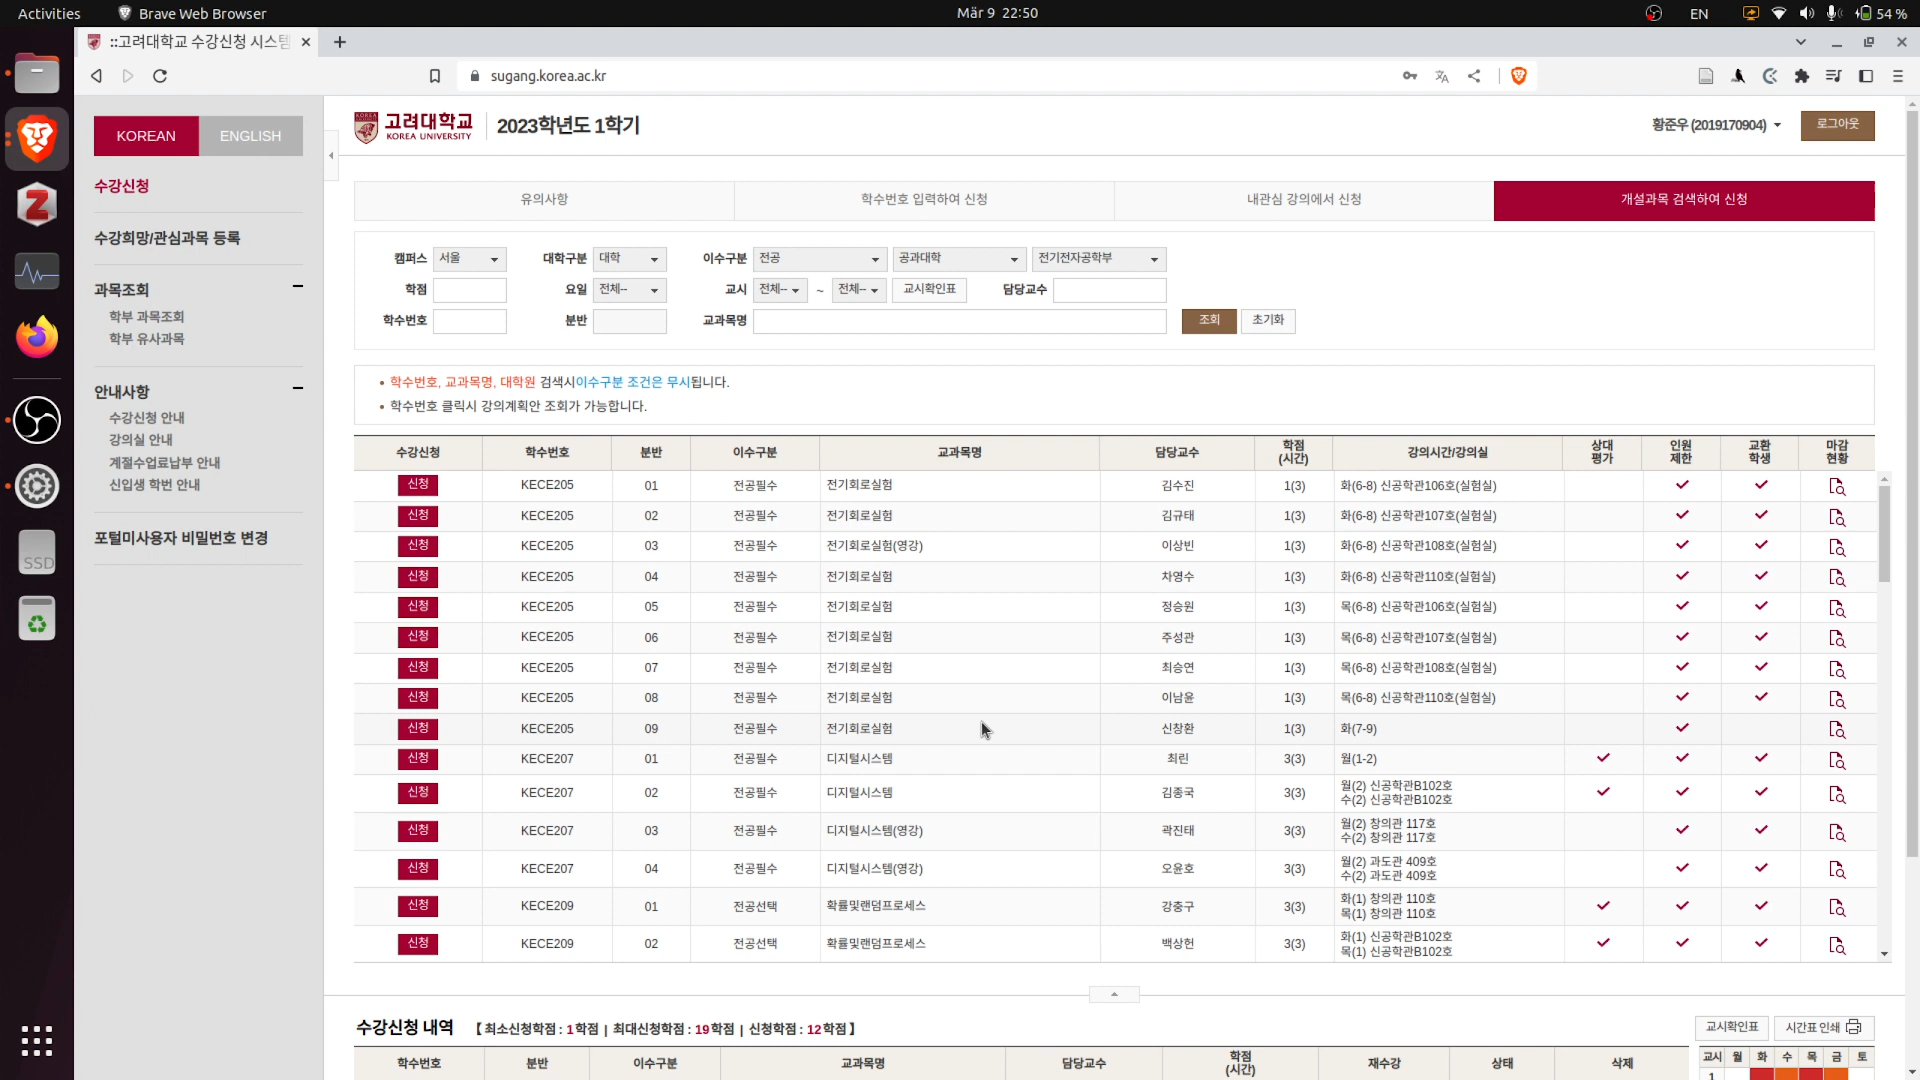 Activities Brave Web Browser Mär 9 22:50 EN 54 %
::고려대학교 수강신청 시스템
sugang.korea.ac.kr
KOREAN ENGLISH
수강신청
수강희망/관심과목 등록
과목조회
학부 과목조회
학부 유사과목
안내사항
수강신청 안내
강의실 안내
계절수업료납부 안내
신입생 학번 안내
포털미사용자 비밀번호 변경
SSD
고려대학교 KOREA UNIVERSITY 2023학년도 1학기 황준우 (2019170904) 로그아웃
유의사항 학수번호 입력하여 신청 내관심 강의에서 신청 개설과목 검색하여 신청
캠퍼스 서울 대학구분 대학 이수구분 전공 공과대학 전기전자공학부
학점 요일 전체-- 교시 전체-- ~ 전체-- 교시확인표 담당교수
학수번호 분반 교과목명 조회 초기화
• 학수번호, 교과목명, 대학원 검색시이수구분 조건은 무시됩니다.
• 학수번호 클릭시 강의계획안 조회가 가능합니다.
수강신청 학수번호 분반 이수구분 교과목명 담당교수 학점 (시간) 강의시간/강의실 상대 평가 인원 제한 교환 학생 마감 현황
신청 KECE205 01 전공필수 전기회로실험 김수진 1(3) 화(6-8) 신공학관106호(실험실)
신청 KECE205 02 전공필수 전기회로실험 김규태 1(3) 화(6-8) 신공학관107호(실험실)
신청 KECE205 03 전공필수 전기회로실험(영강) 이상빈 1(3) 화(6-8) 신공학관108호(실험실)
신청 KECE205 04 전공필수 전기회로실험 차영수 1(3) 화(6-8) 신공학관110호(실험실)
신청 KECE205 05 전공필수 전기회로실험 정승원 1(3) 목(6-8) 신공학관106호(실험실)
신청 KECE205 06 전공필수 전기회로실험 주성관 1(3) 목(6-8) 신공학관107호(실험실)
신청 KECE205 07 전공필수 전기회로실험 최승연 1(3) 목(6-8) 신공학관108호(실험실)
신청 KECE205 08 전공필수 전기회로실험 이남윤 1(3) 목(6-8) 신공학관110호(실험실)
신청 KECE205 09 전공필수 전기회로실험 신창환 1(3) 화(7-9)
신청 KECE207 01 전공필수 디지털시스템 최린 3(3) 월(1-2)
신청 KECE207 02 전공필수 디지털시스템 김종국 3(3) 월(2) 신공학관B102호
수(2) 신공학관B102호
신청 KECE207 03 전공필수 디지털시스템(영강) 곽진태 3(3) 월(2) 창의관 117호
수(2) 창의관 117호
신청 KECE207 04 전공필수 디지털시스템(영강) 오윤호 3(3) 월(2) 과도관 409호
수(2) 과도관 409호
신청 KECE209 01 전공선택 확률및랜덤프로세스 강충구 3(3) 화(1) 창의관 110호
목(1) 창의관 110호
신청 KECE209 02 전공선택 확률및랜덤프로세스 백상헌 3(3) 화(1) 신공학관B102호
목(1) 신공학관B102호
수강신청 내역 【 최소신청학점 : 1학점 | 최대신청학점 : 19학점 | 신청학점 : 12학점 】 교시확인표 시간표 인쇄
학수번호 분반 이수구분 교과목명 담당교수 학점 (시간) 재수강 상태 삭제 교시 월 화 수 목 금 토
1